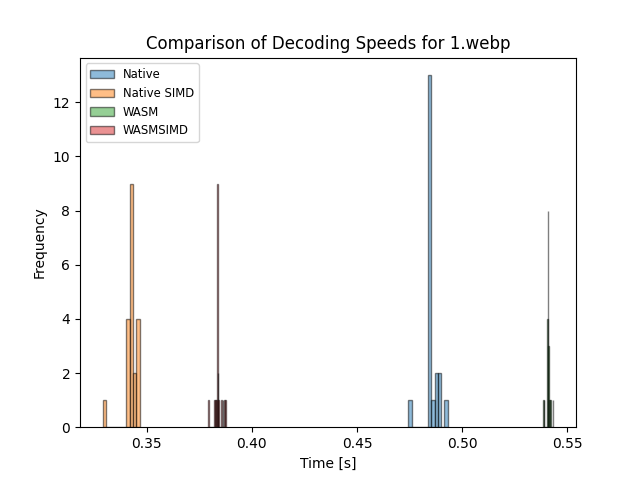 Comparison of Decoding Speeds for 1.webp
Native
Native SIMD
WASM
WASMSIMD
Frequency
12
10
8
6
4
2
0
0.35
0.40
0.45
0.50
0.55
Time [s]